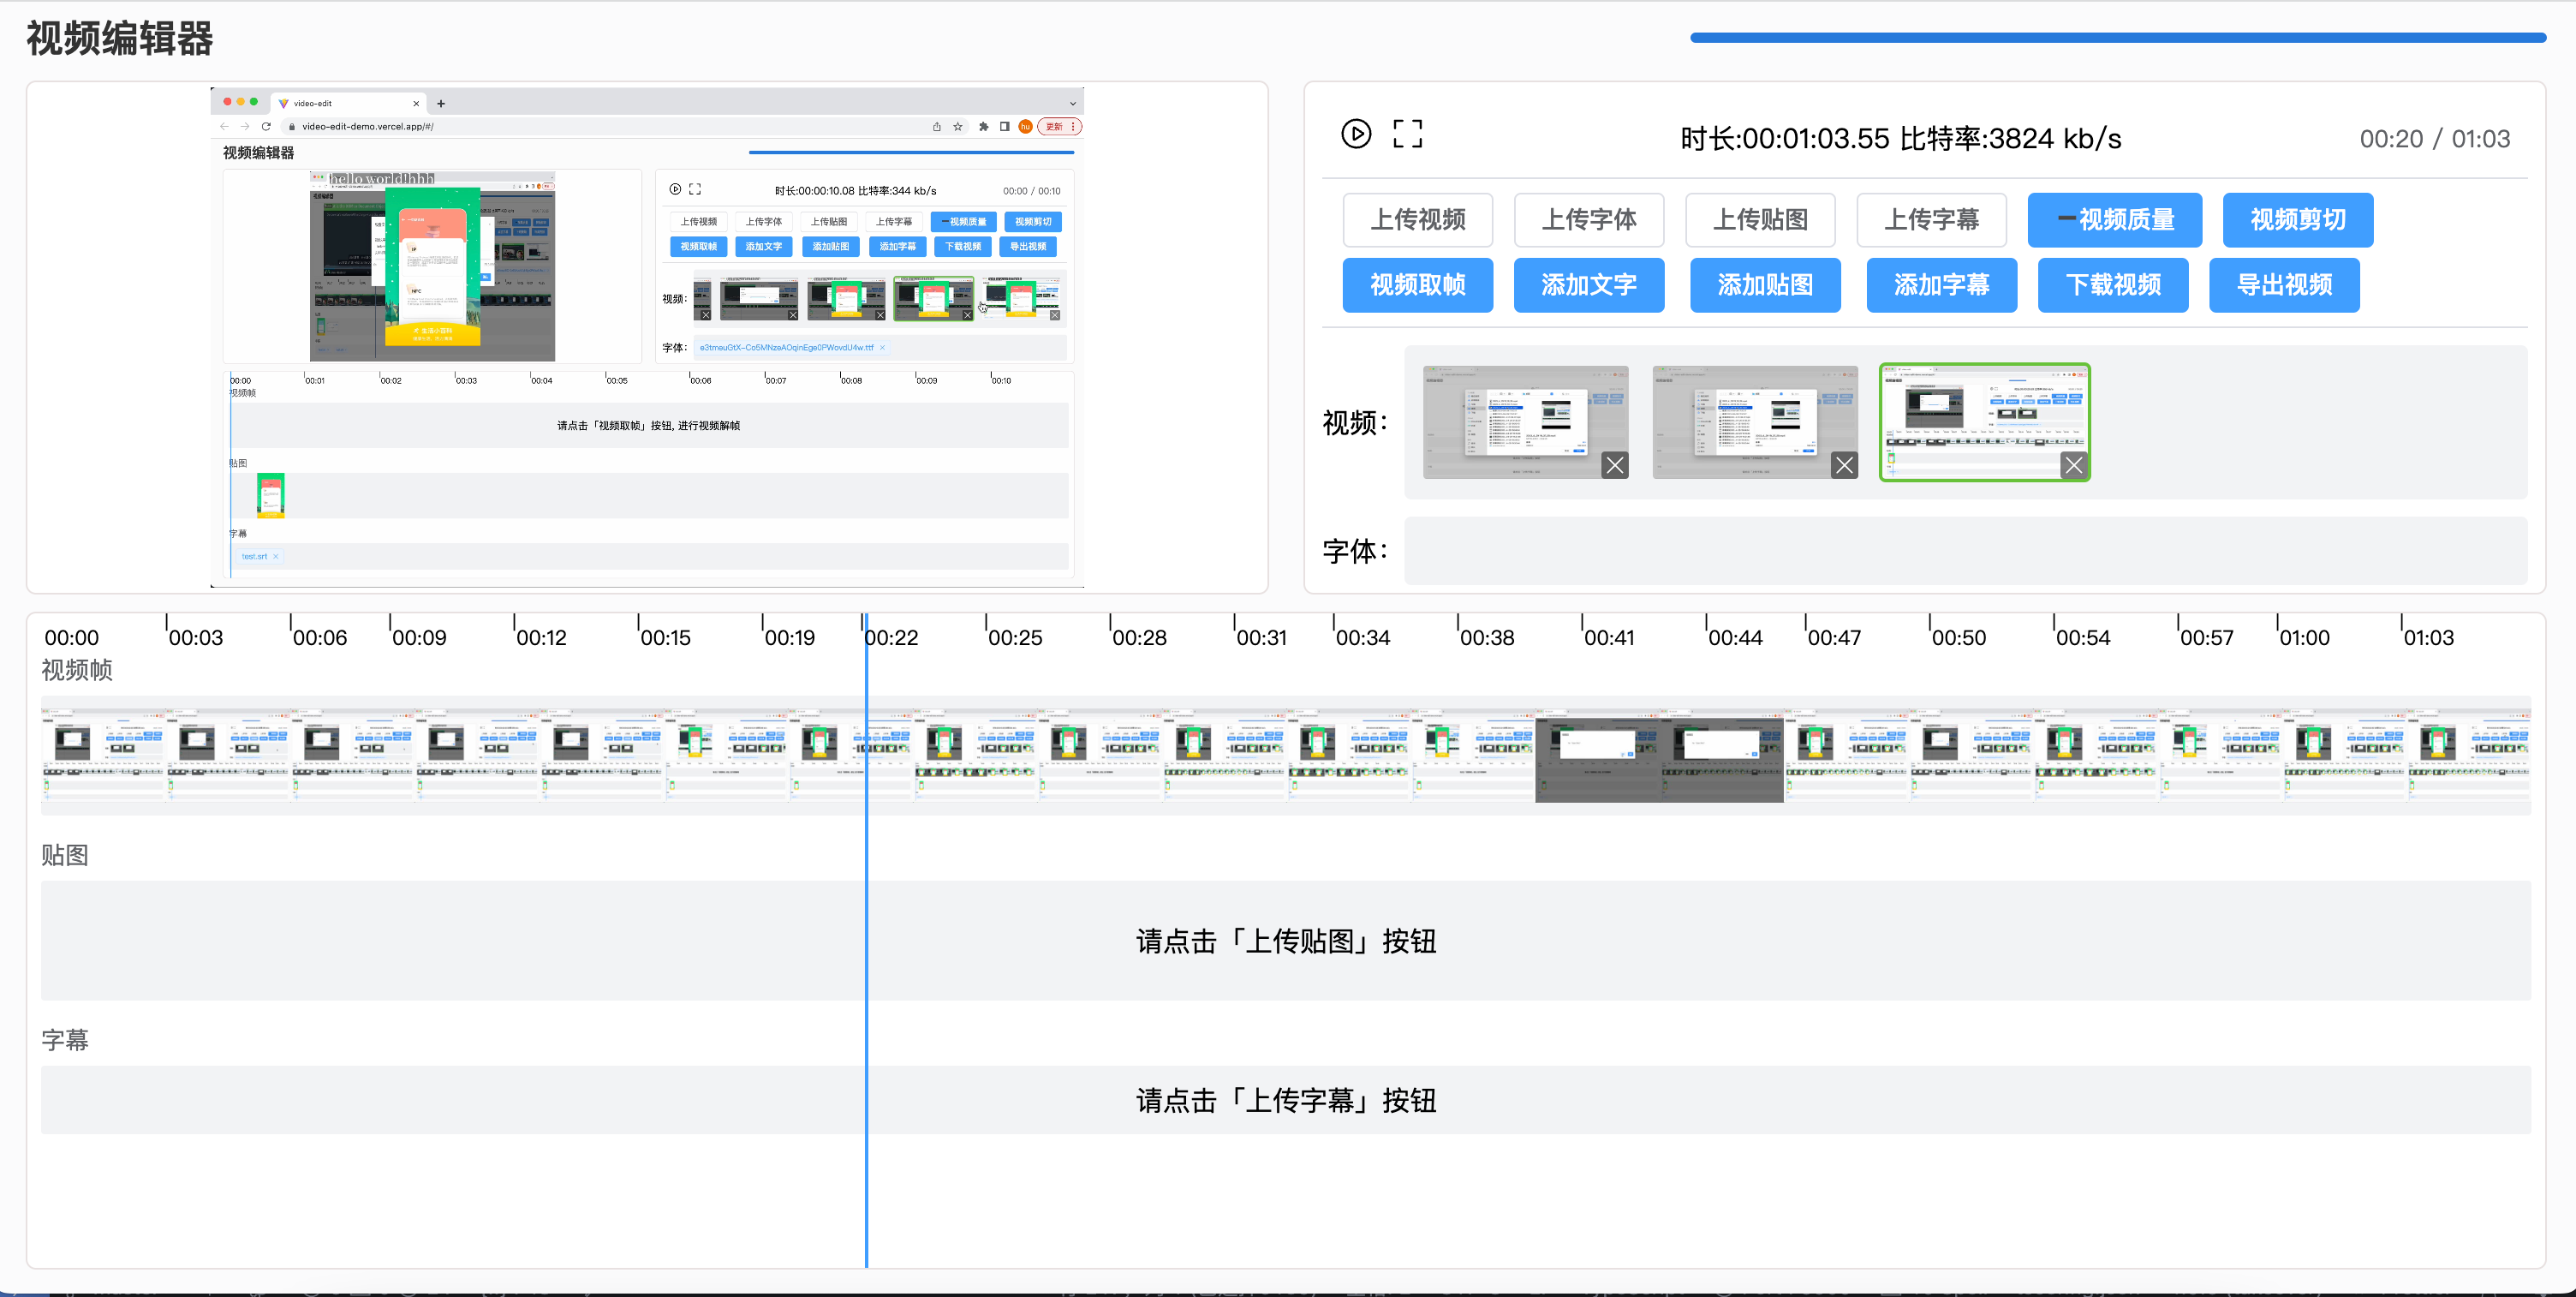 视频编辑器
video-edit
video-edit-demo.vercel.app/#/
hu
更新
视频编辑器
hello world!hhh
时长:00:00:10.08 比特率:344 kb/s
00:00 / 00:10
上传视频 上传字体 上传贴图 上传字幕 视频质量 视频剪切
视频取帧 添加文字 添加贴图 添加字幕 下载视频 导出视频
视频:
字体:
00:00 00:01 00:02 00:03 00:04 00:05 00:06 00:07 00:08 00:09 00:10
视频帧
请点击「视频取帧」按钮, 进行视频解帧
贴图
字幕
test.srt
时长:00:01:03.55 比特率:3824 kb/s
00:20 / 01:03
上传视频 上传字体 上传贴图 上传字幕 视频质量 视频剪切
视频取帧 添加文字 添加贴图 添加字幕 下载视频 导出视频
视频:
字体:
00:00 00:03 00:06 00:09 00:12 00:15 00:19 00:22 00:25 00:28 00:31 00:34 00:38 00:41 00:44 00:47 00:50 00:54 00:57 01:00 01:03
视频帧
贴图
请点击「上传贴图」按钮
字幕
请点击「上传字幕」按钮